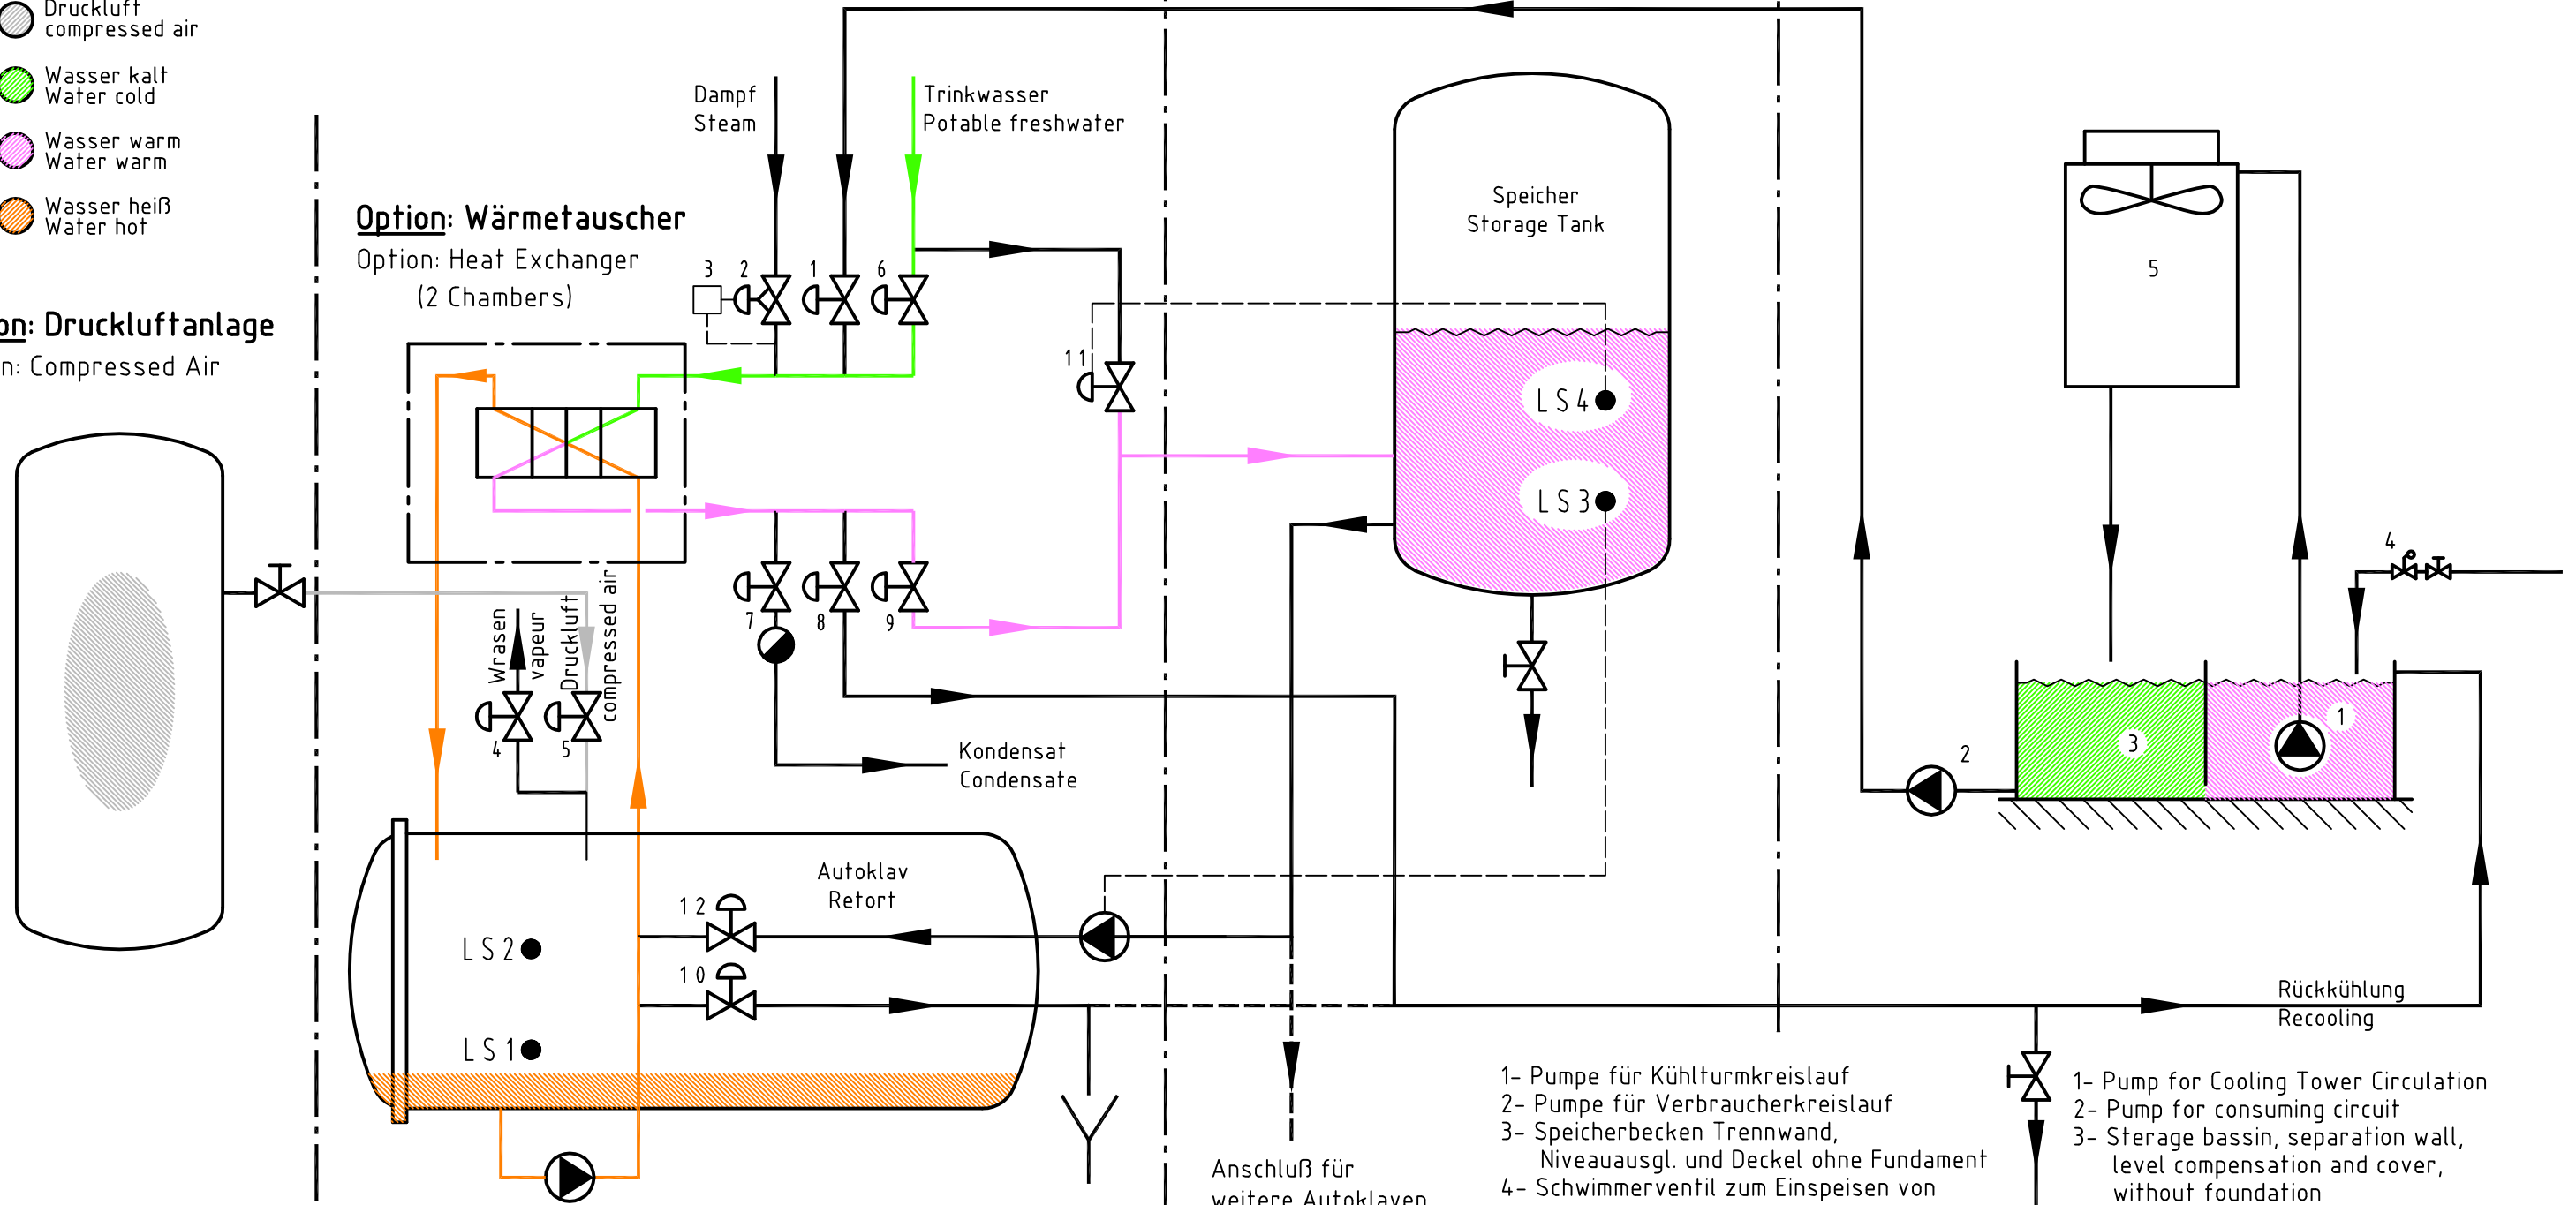 Druckluft
compressed air
Wasser kalt
Water cold
Wasser warm
Water warm
Wasser heiß
Water hot
on: Druckluftanlage
n: Compressed Air
Option: Wärmetauscher
Option: Heat Exchanger
(2 Chambers)
Dampf
Steam
Trinkwasser
Potable freshwater
3
2
1
6
11
7
8
9
Wrasen
vapeur
Druckluft
compressed air
4
5
Kondensat
Condensate
Autoklav
Retort
12
10
LS2
LS1
Speicher
Storage Tank
LS4
LS3
5
4
1
3
2
Rückkühlung
Recooling
Anschluß für
weitere Autoklaven
1- Pumpe für Kühlturmkreislauf
2- Pumpe für Verbraucherkreislauf
3- Speicherbecken Trennwand,
Niveauausgl. und Deckel ohne Fundament
4- Schwimmerventil zum Einspeisen von
1- Pump for Cooling Tower Circulation
2- Pump for consuming circuit
3- Sterage bassin, separation wall,
level compensation and cover,
without foundation